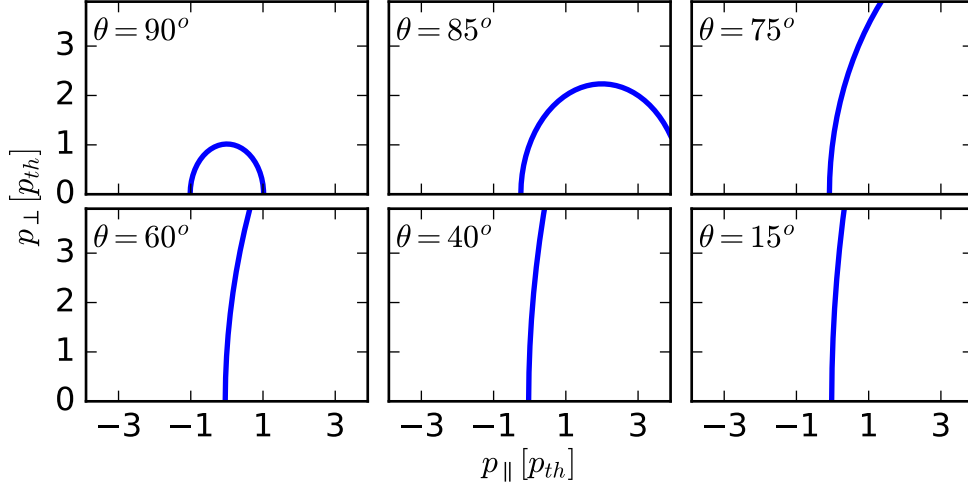 θ = 90°
θ = 85°
θ = 75°
3
2
1
0
p⊥ [p_th]
θ = 60°
θ = 40°
θ = 15°
3
2
1
0
−3 −1 1 3 −3 −1 1 3 −3 −1 1 3
p∥ [p_th]